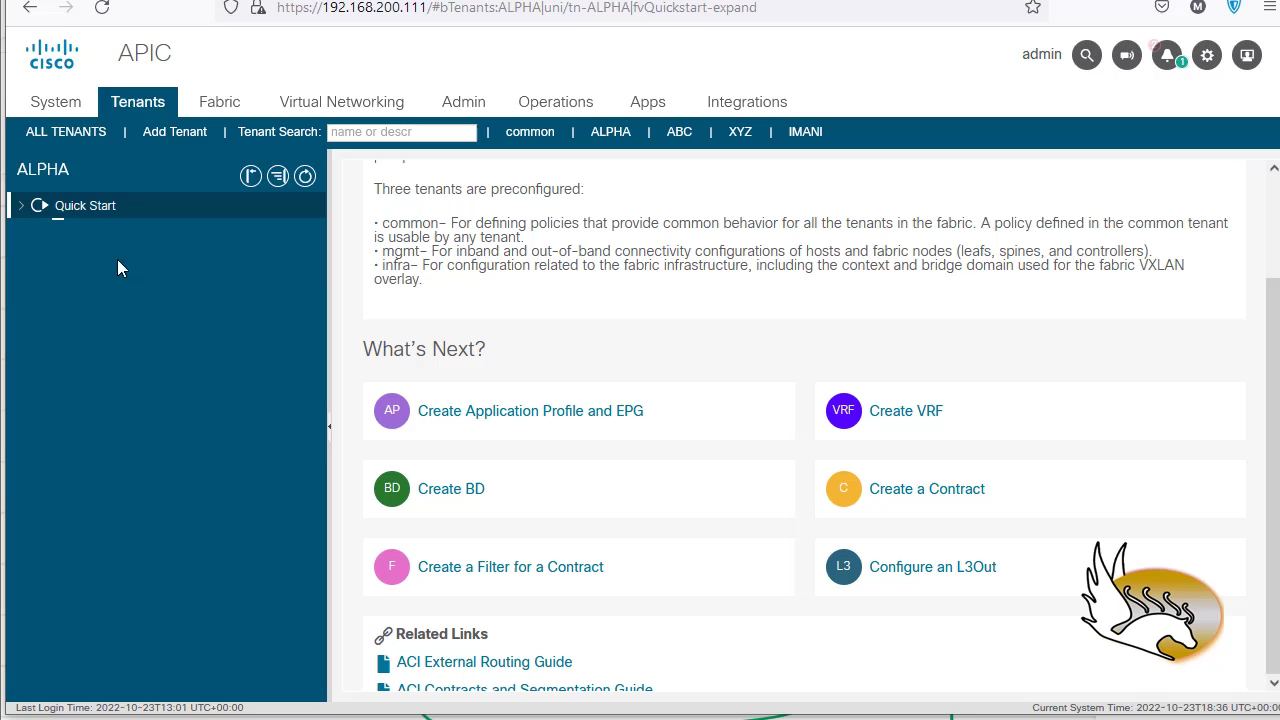 https://192.168.200.111/#bTenants:ALPHA|uni/tn-ALPHA|fvQuickstart-expand
M
CISCO
APIC
admin
1
System
Tenants
Fabric
Virtual Networking
Admin
Operations
Apps
Integrations
ALL TENANTS | Add Tenant | Tenant Search: name or descr | common | ALPHA | ABC | XYZ | IMANI
ALPHA
Quick Start
Three tenants are preconfigured:
• common– For defining policies that provide common behavior for all the tenants in the fabric. A policy defined in the common tenant
is usable by any tenant.
• mgmt– For inband and out-of-band connectivity configurations of hosts and fabric nodes (leafs, spines, and controllers).
• infra– For configuration related to the fabric infrastructure, including the context and bridge domain used for the fabric VXLAN
overlay.
What's Next?
AP Create Application Profile and EPG
VRF Create VRF
BD Create BD
C Create a Contract
F Create a Filter for a Contract
L3 Configure an L3Out
Related Links
ACI External Routing Guide
ACI Contracts and Segmentation Guide
Last Login Time: 2022-10-23T13:01 UTC+00:00
Current System Time: 2022-10-23T18:36 UTC+00:0